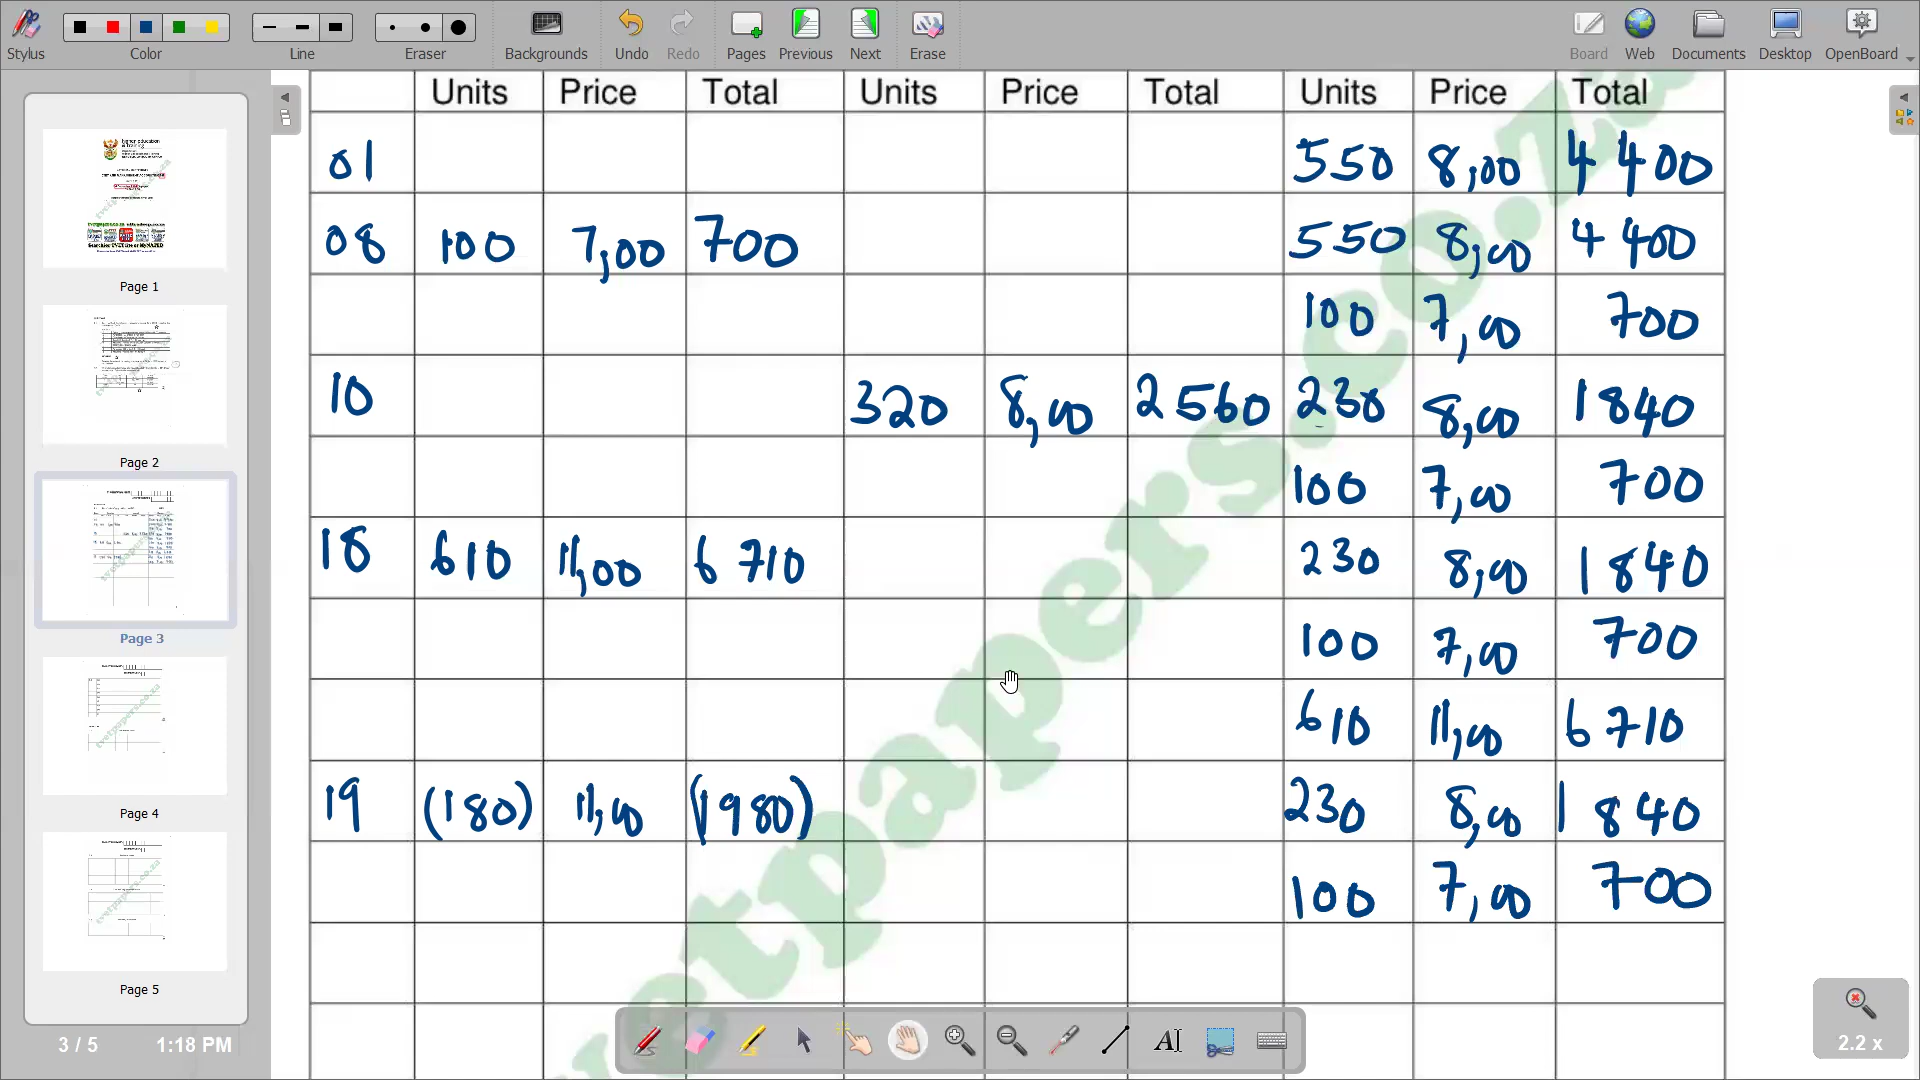 Stylus Color Line Eraser Backgrounds Undo Redo Pages Previous Next Erase Board Web Documents Desktop OpenBoard
Units Price Total Units Price Total Units Price Total
01 550 8,00 4 400
08 100 7,00 700 550 8,00 4 400
100 7,00 700
10 320 8,00 2 560 230 8,00 1840
100 7,00 700
18 610 11,00 6 710 230 8,00 1840
100 7,00 700
610 11,00 6 710
19 (180) 11,00 (1980) 230 8,00 1 840
100 7,00 700
tvetpapers.co.za
Page 1
Page 2
Page 3
Page 4
Page 5
3 / 5 1:18 PM
AI
2.2 x